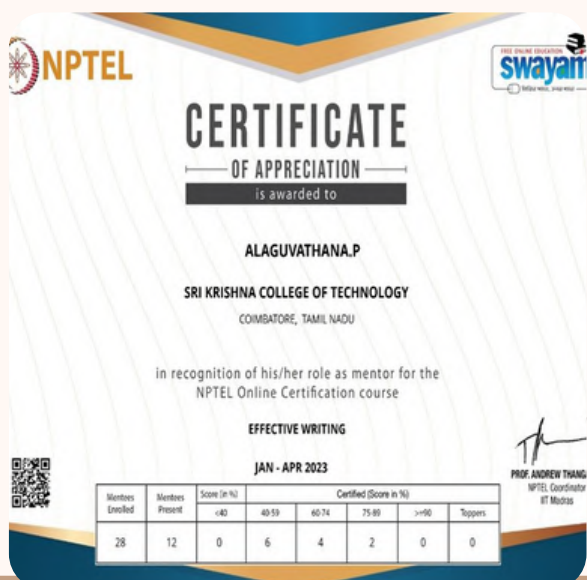 NPTEL
FREE ONLINE EDUCATION
swayam
CERTIFICATE
OF APPRECIATION
is awarded to
ALAGUVATHANA.P
SRI KRISHNA COLLEGE OF TECHNOLOGY
COIMBATORE, TAMIL NADU
in recognition of his/her role as mentor for the
NPTEL Online Certification course
EFFECTIVE WRITING
JAN - APR 2023
PROF. ANDREW THANG
NPTEL Coordinator
IIT Madras
Mentees Enrolled Mentees Present Score (in %) Certified (Score in %)
<40 40-59 60-74 75-89 >=90 Toppers
28 12 0 6 4 2 0 0